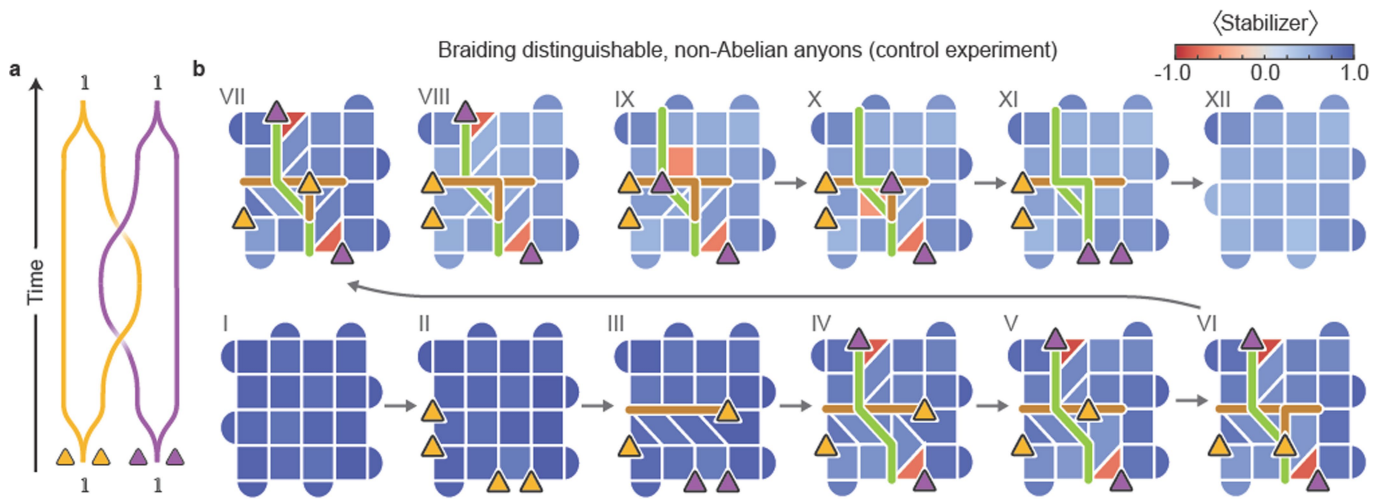 ⟨Stabilizer⟩
Braiding distinguishable, non-Abelian anyons (control experiment)
-1.0 0.0 1.0
a
b
1 1
VII VIII IX X XI XII
Time
I II III IV V VI
1 1